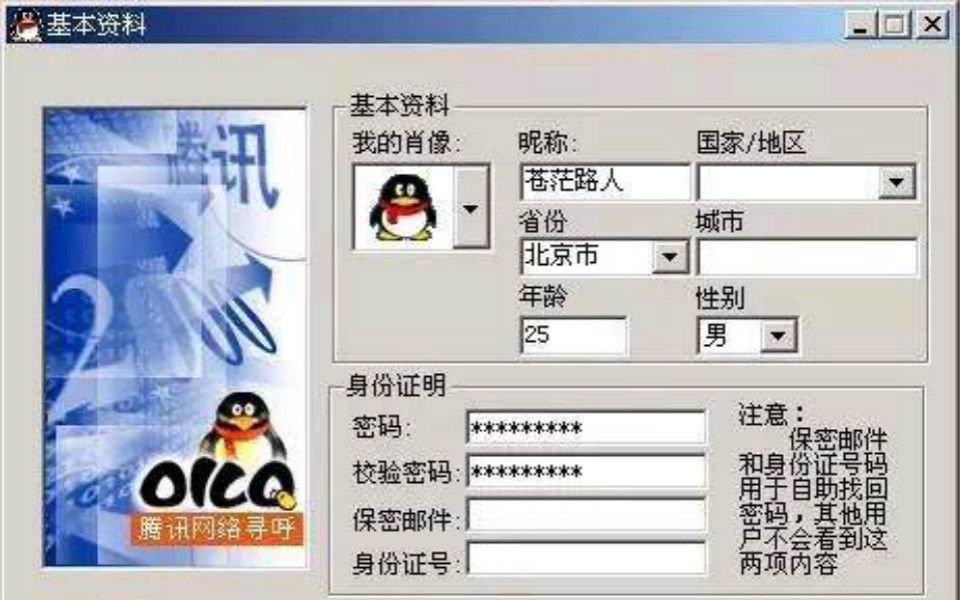 基本资料
腾讯
2000
OICQ
腾讯网络寻呼
基本资料
我的肖像:
昵称:
国家/地区
苍茫路人
省份
城市
北京市
年龄
性别
25
男
身份证明
密码:
*********
校验密码:
*********
保密邮件:
身份证号:
注意：
保密邮件
和身份证号码
用于自助找回
密码，其他用
户不会看到这
两项内容